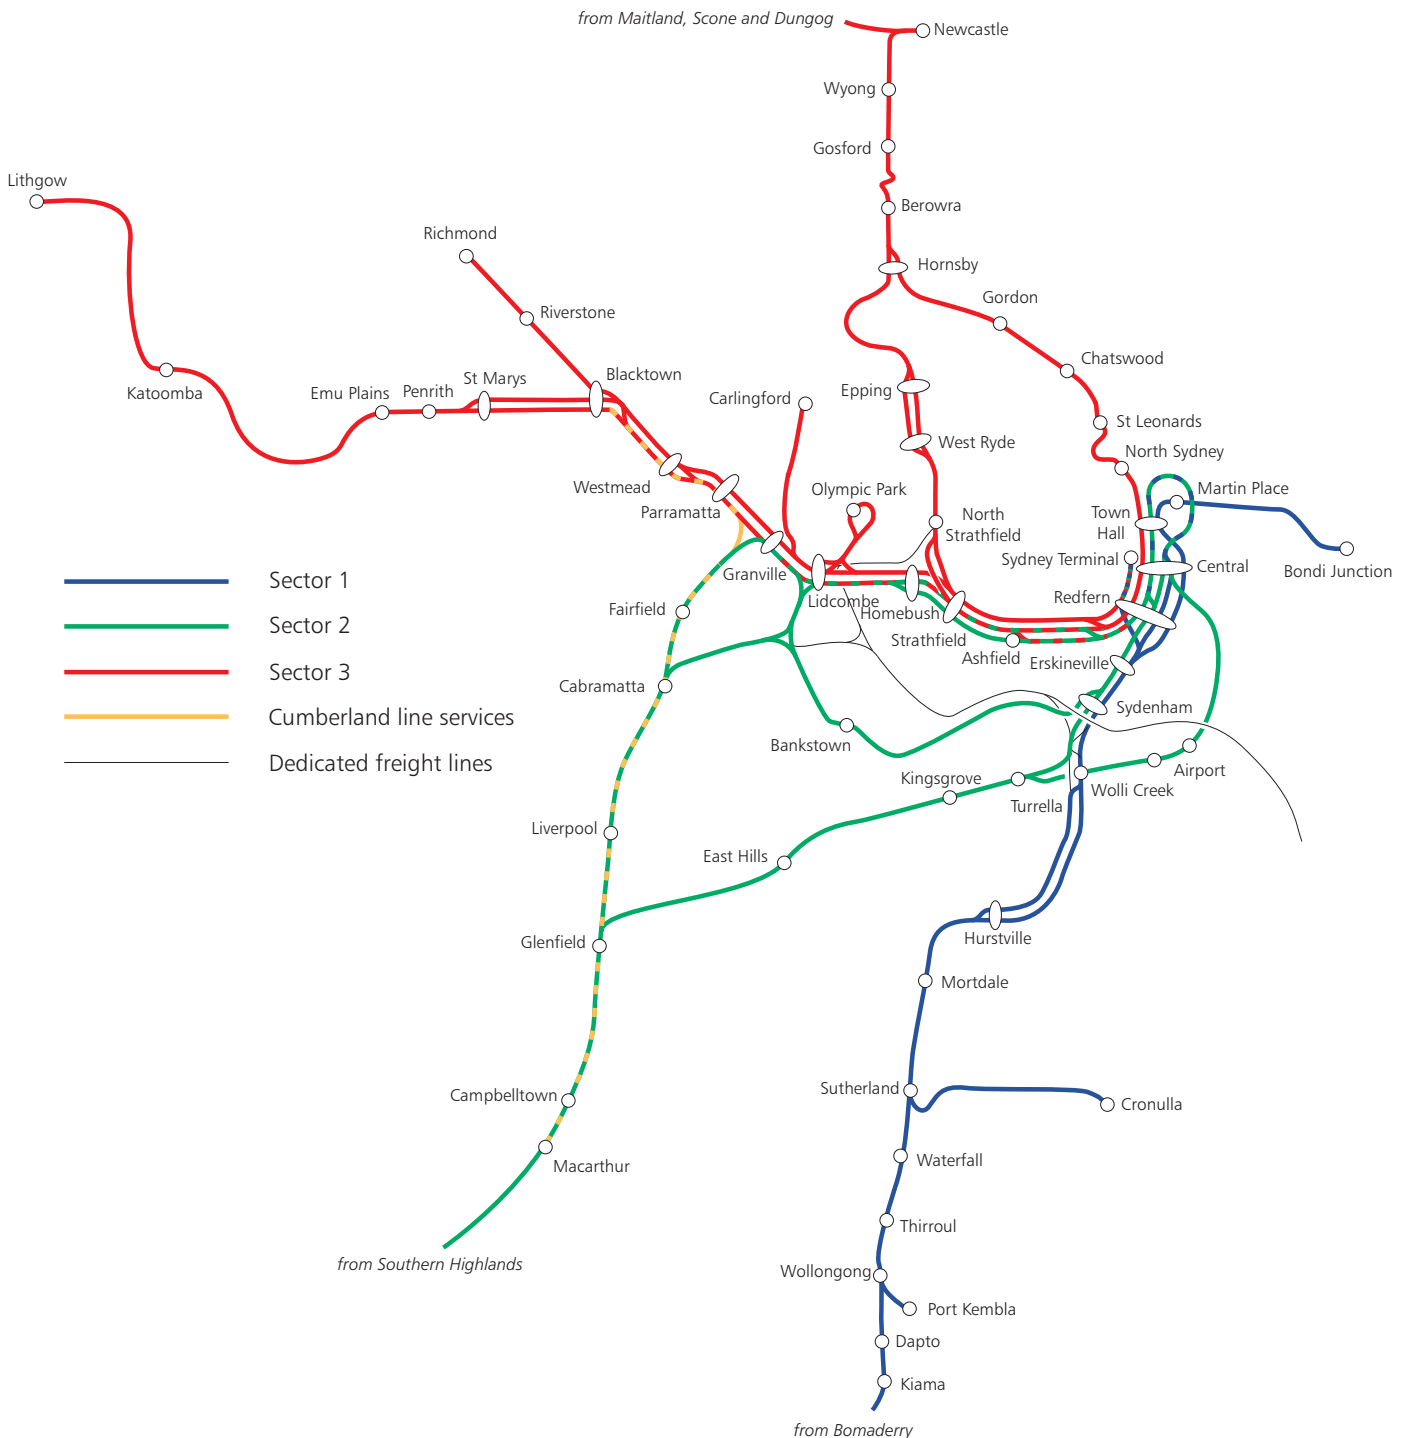 from Maitland, Scone and Dungog
Newcastle
Wyong
Gosford
Lithgow
Berowra
Richmond
Hornsby
Gordon
Riverstone
Chatswood
Blacktown
St Marys
Katoomba
Emu Plains
Penrith
Epping
Carlingford
St Leonards
West Ryde
North Sydney
Westmead
Olympic Park
Martin Place
Parramatta
North
Strathfield
Town
Hall
Sydney Terminal
Central
Bondi Junction
Granville
Sector 1
Lidcombe
Redfern
Fairfield
Homebush
Sector 2
Strathfield
Ashfield
Erskineville
Sector 3
Cabramatta
Sydenham
Cumberland line services
Bankstown
Dedicated freight lines
Airport
Kingsgrove
Wolli Creek
Turrella
Liverpool
East Hills
Glenfield
Hurstville
Mortdale
Sutherland
Campbelltown
Cronulla
Macarthur
Waterfall
Thirroul
from Southern Highlands
Wollongong
Port Kembla
Dapto
Kiama
from Bomaderry